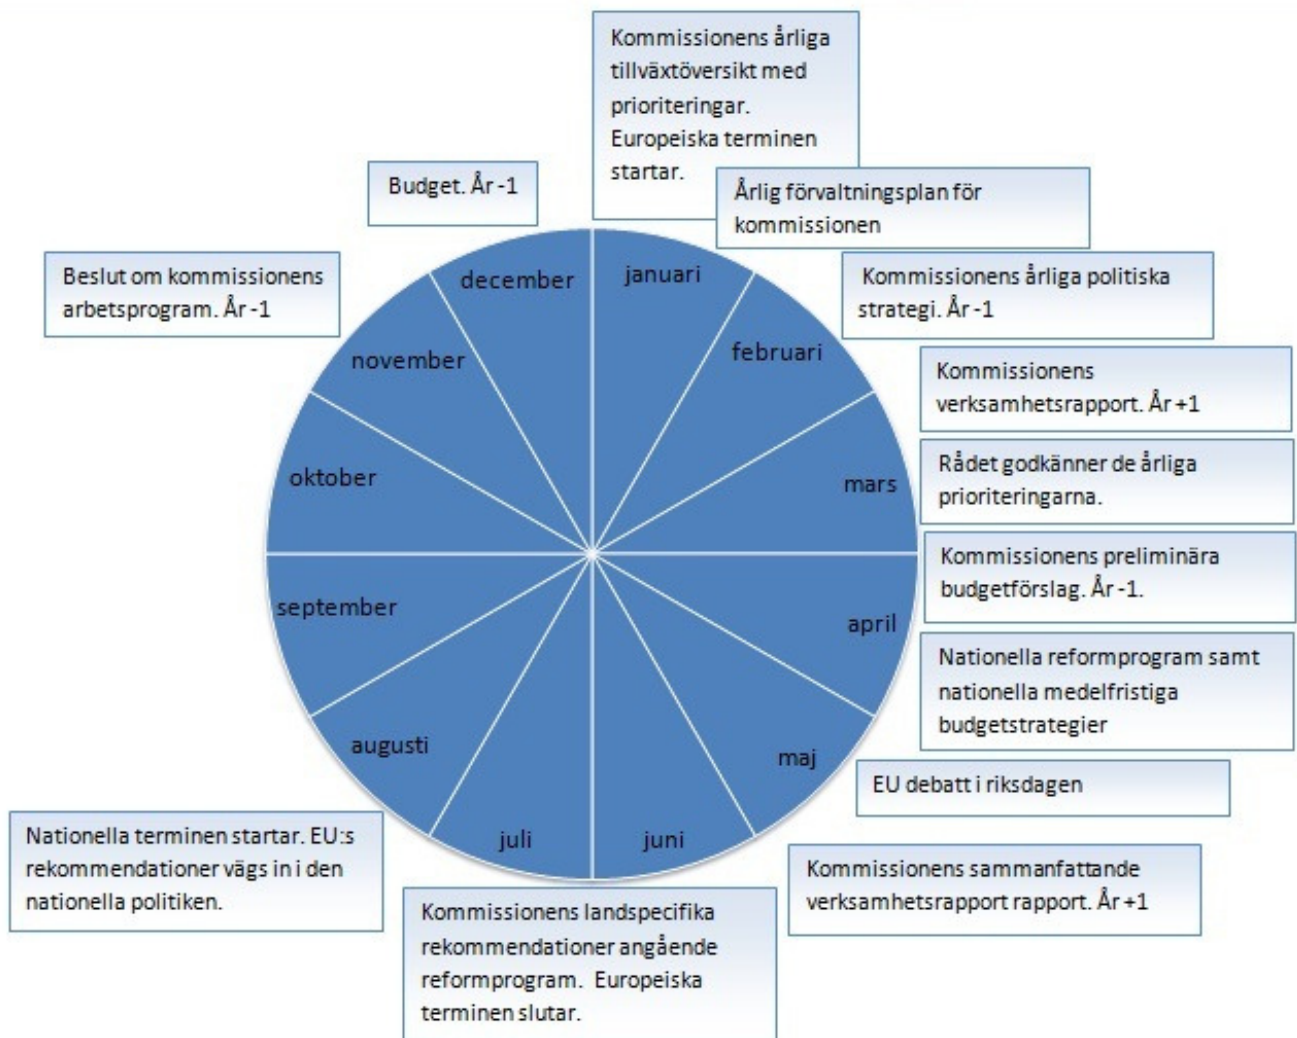 Kommissionens årliga
tillväxtöversikt med
prioriteringar.
Europeiska terminen
startar.
Årlig förvaltningsplan för
kommissionen
Kommissionens årliga politiska
strategi. År -1
Kommissionens
verksamhetsrapport. År +1
Rådet godkänner de årliga
prioriteringarna.
Kommissionens preliminära
budgetförslag. År -1.
Nationella reformprogram samt
nationella medelfristiga
budgetstrategier
EU debatt i riksdagen
Kommissionens sammanfattande
verksamhetsrapport rapport. År +1
Kommissionens landspecifika
rekommendationer angående
reformprogram.  Europeiska
terminen slutar.
Nationella terminen startar. EU:s
rekommendationer vägs in i den
nationella politiken.
Beslut om kommissionens
arbetsprogram. År -1
Budget. År -1
januari
februari
mars
april
maj
juni
juli
augusti
september
oktober
november
december